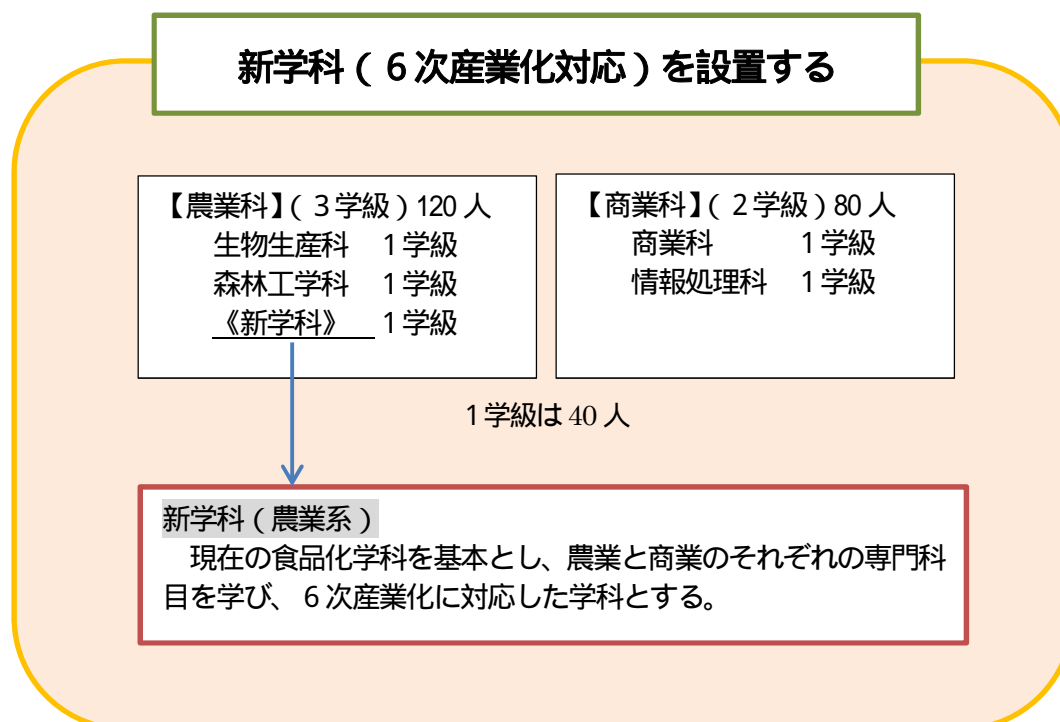 新学科（６次産業化対応）を設置する
【農業科】（３学級）120人
生物生産科　１学級
森林工学科　１学級
《新学科》　１学級
【商業科】（２学級）80人
商業科　　　１学級
情報処理科　１学級
１学級は 40 人
新学科（農業系）
　現在の食品化学科を基本とし、農業と商業のそれぞれの専門科
目を学び、６次産業化に対応した学科とする。